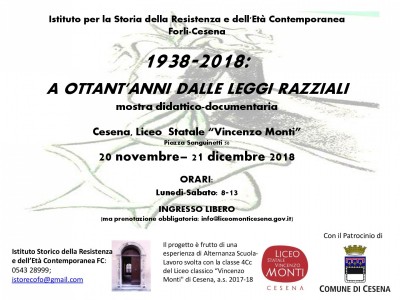 Istituto per la Storia della Resistenza e dell'Età Contemporanea
Forlì-Cesena
1938-2018:
A OTTANT'ANNI DALLE LEGGI RAZZIALI
mostra didattico-documentaria
Cesena, Liceo Statale "Vincenzo Monti"
Piazza Sanguinetti 50
20 novembre– 21 dicembre 2018
ORARI:
Lunedì-Sabato: 8-13
INGRESSO LIBERO
(ma prenotazione obbligatoria: info@liceomonticesena.gov.it)
Istituto Storico della Resistenza
e dell'Età Contemporanea FC:
0543 28999;
istorecofo@gmail.com
Il progetto è frutto di una
esperienza di Alternanza Scuola-
Lavoro svolta con la classe 4Cc
del Liceo classico "Vincenzo
Monti" di Cesena, a.s. 2017-18
LICEO
STATALE
VINCENZO
MONTI
CESENA
Con il Patrocinio di
COMUNE DI CESENA